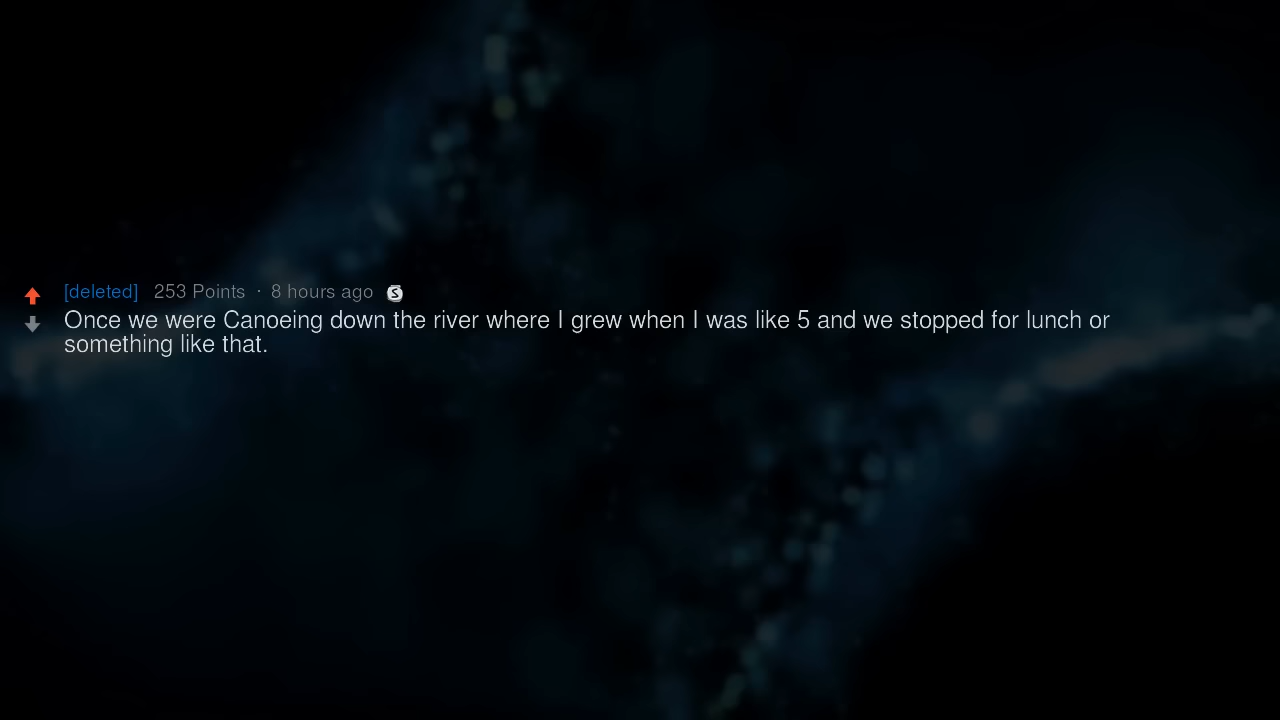 [deleted] 253 Points · 8 hours ago S
Once we were Canoeing down the river where I grew when I was like 5 and we stopped for lunch or
something like that.